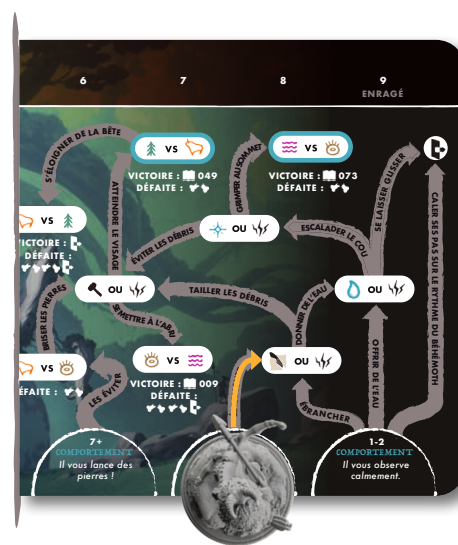 6
7
8
9
ENRAGÉ
S'ÉLOIGNER DE LA BÊTE
VS
VICTOIRE : 049
DÉFAITE :
GRIMPER AU SOMMET
VS
VICTOIRE : 073
DÉFAITE :
SE LAISSER GLISSER
CALER SES PAS SUR LE RYTHME DU BÉHEMOTH
ATTEINDRE LE VISAGE
VS
ICTOIRE :
DÉFAITE :
ÉVITER LES DÉBRIS
OU
ESCALADER LE COU
BRISER LES PIERRES
OU
TAILLER LES DÉBRIS
DONNER DE L'EAU
OU
SE METTRE À L'ABRI
VS
ÉFAITE :
LES ÉVITER
VS
VICTOIRE : 009
DÉFAITE :
OU
ÉBRANCHER
OFFRIR DE L'EAU
7+
COMPORTEMENT
Il vous lance des
pierres !
1-2
COMPORTEMENT
Il vous observe
calmement.